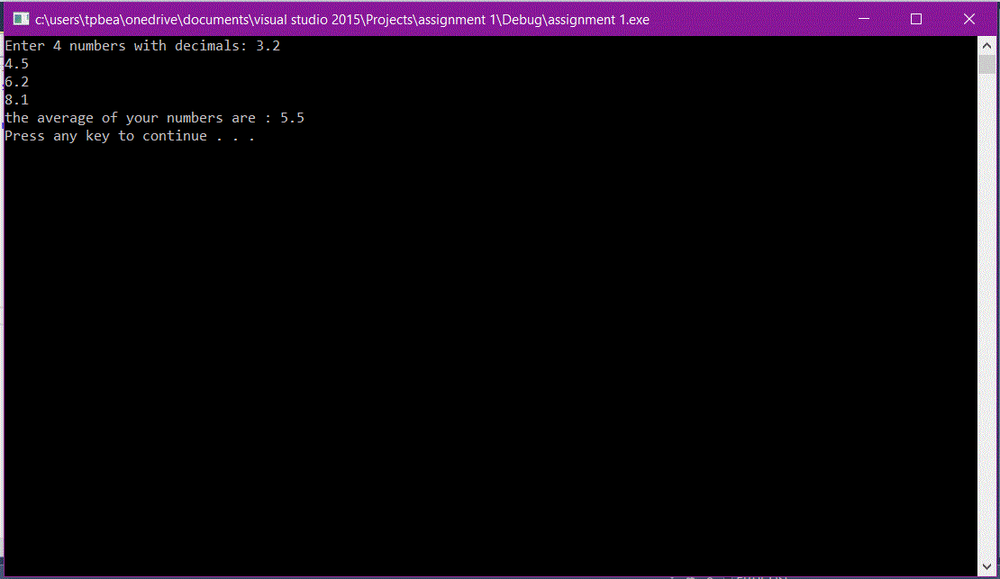 c:\users\tpbea\onedrive\documents\visual studio 2015\Projects\assignment 1\Debug\assignment 1.exe
Enter 4 numbers with decimals: 3.2
4.5
6.2
8.1
the average of your numbers are : 5.5
Press any key to continue . . .